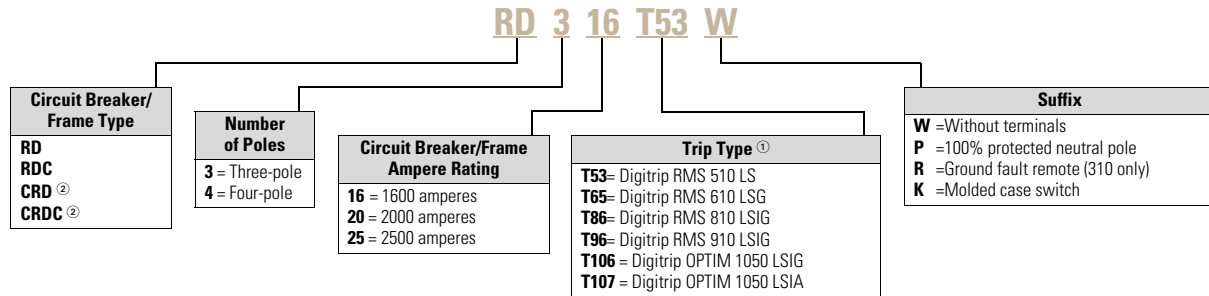 RD 3 16 T53 W
Circuit Breaker/
Frame Type
RD
RDC
CRD ②
CRDC ②
Number
of Poles
3 = Three-pole
4 = Four-pole
Circuit Breaker/Frame
Ampere Rating
16 = 1600 amperes
20 = 2000 amperes
25 = 2500 amperes
Trip Type ①
T53= Digitrip RMS 510 LS
T65= Digitrip RMS 610 LSG
T86= Digitrip RMS 810 LSIG
T96= Digitrip RMS 910 LSIG
T106 = Digitrip OPTIM 1050 LSIG
T107 = Digitrip OPTIM 1050 LSIA
Suffix
W =Without terminals
P =100% protected neutral pole
R =Ground fault remote (310 only)
K =Molded case switch